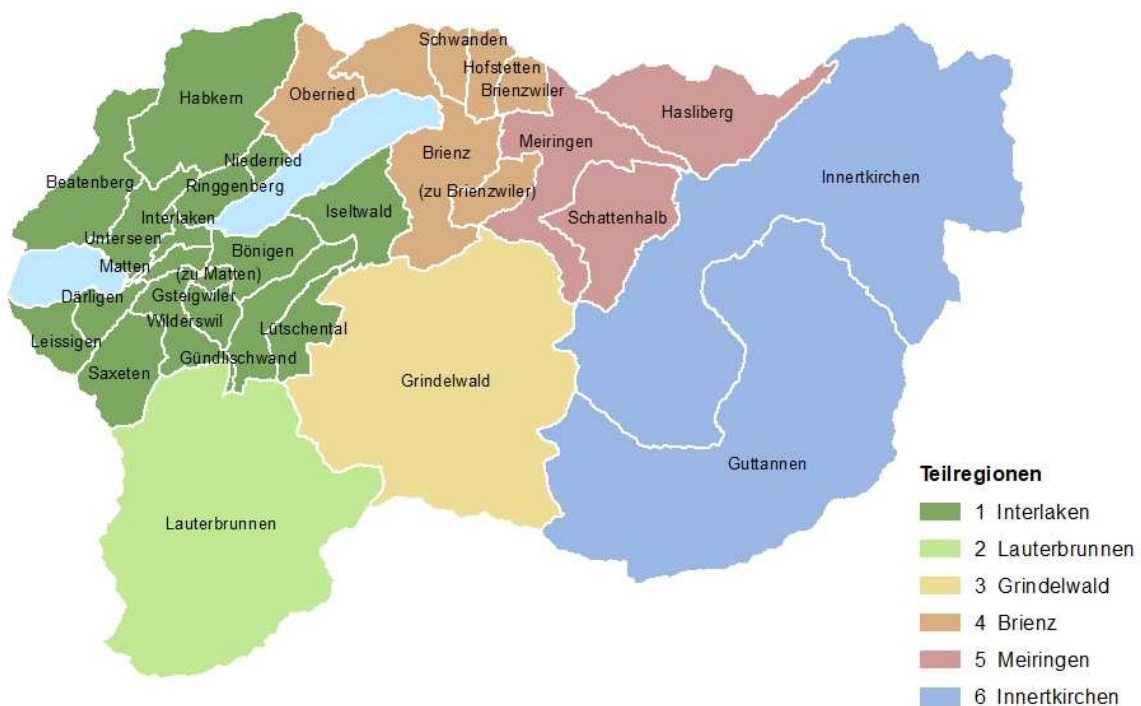 Schwanden
Hofstetten
Brienzwiler
Oberried
Habkern
Hasliberg
Meiringen
Brienz
Niederried
Ringgenberg
Beatenberg
(zu Brienzwiler)
Innertkirchen
Iseltwald
Interlaken
Schattenhalb
Unterseen
Bönigen
Matten
(zu Matten)
Därligen
Gsteigwiler
Wilderswil
Lütschental
Leissigen
Gündlischwand
Saxeten
Grindelwald
Guttannen
Lauterbrunnen
Teilregionen
1 Interlaken
2 Lauterbrunnen
3 Grindelwald
4 Brienz
5 Meiringen
6 Innertkirchen